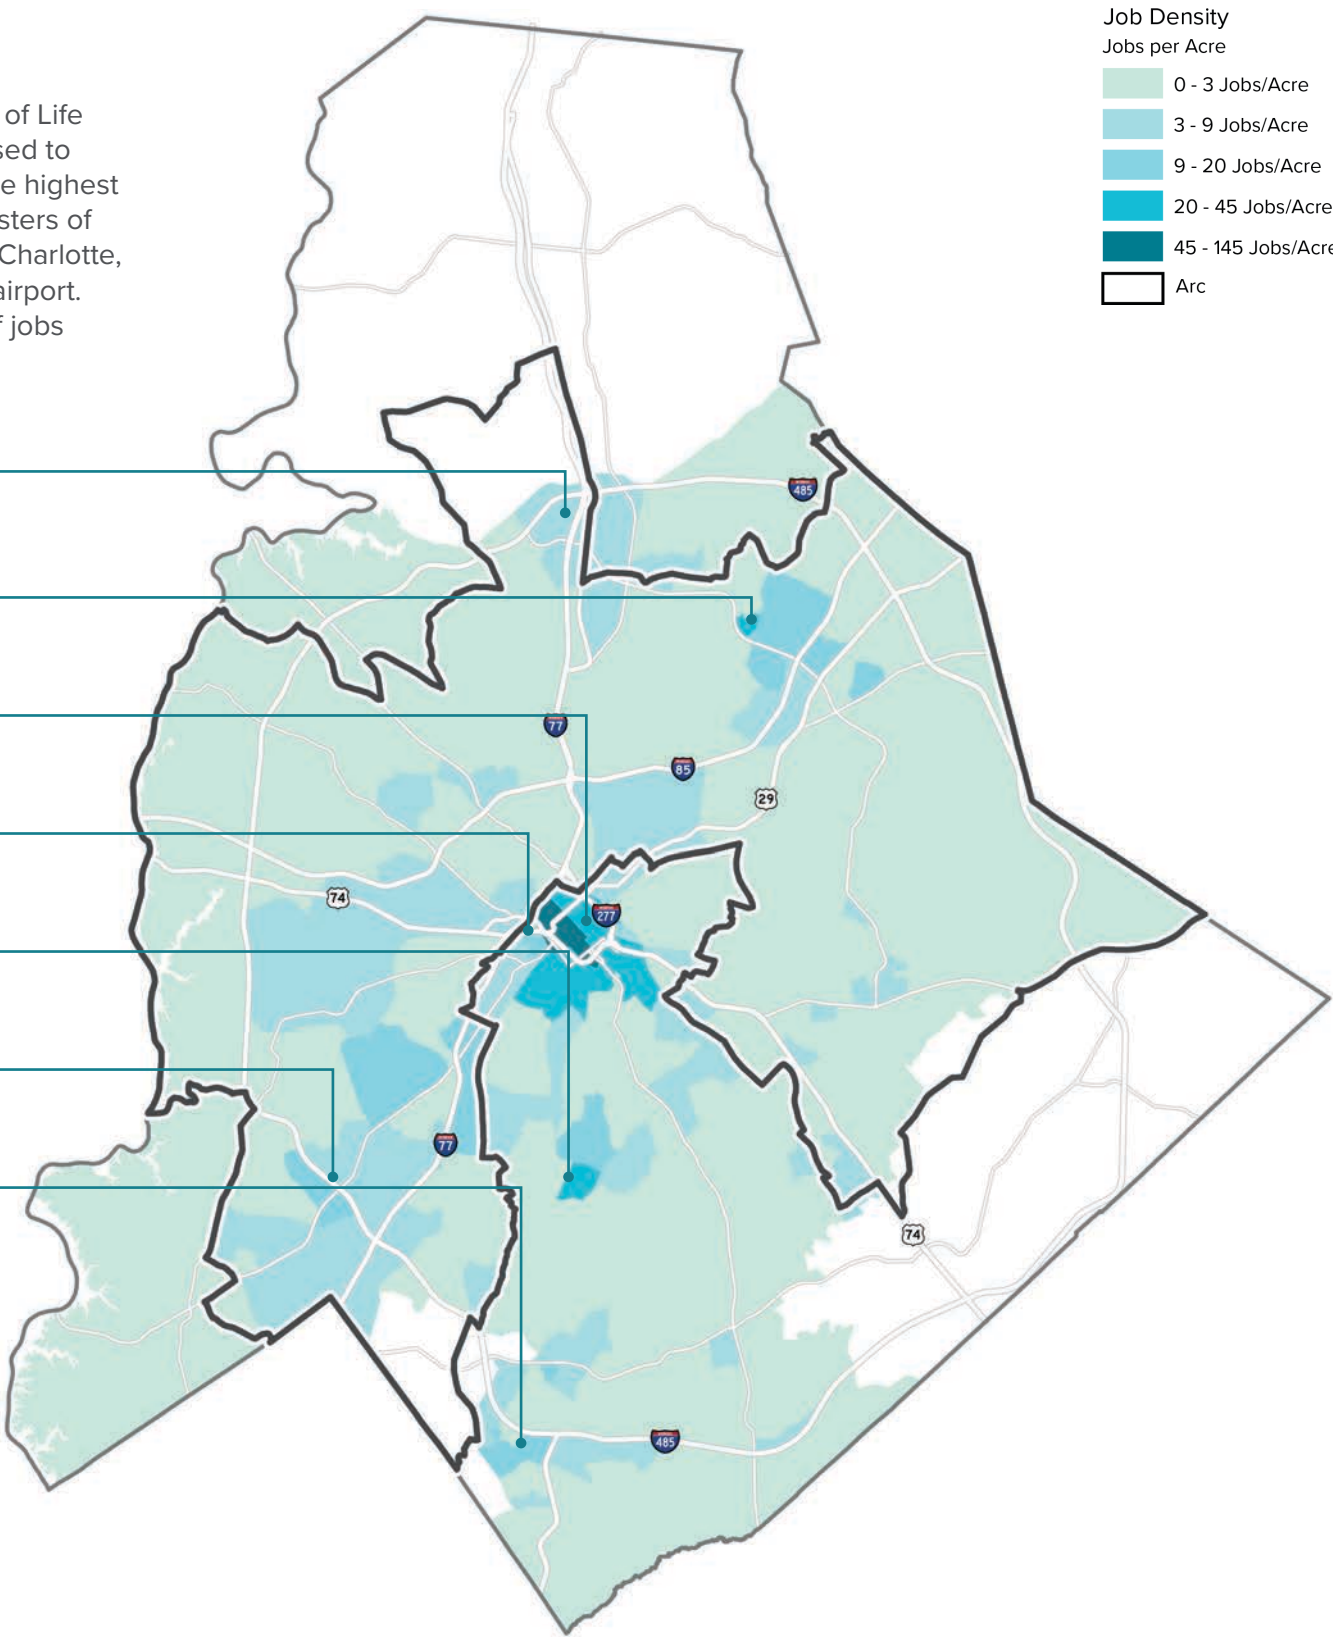 Job Density
Jobs per Acre
0 - 3 Jobs/Acre
3 - 9 Jobs/Acre
9 - 20 Jobs/Acre
20 - 45 Jobs/Acre
45 - 145 Jobs/Acre
Arc
of Life
sed to
e highest
sters of
Charlotte,
airport.
f jobs
485
77
85
29
74
277
77
74
485